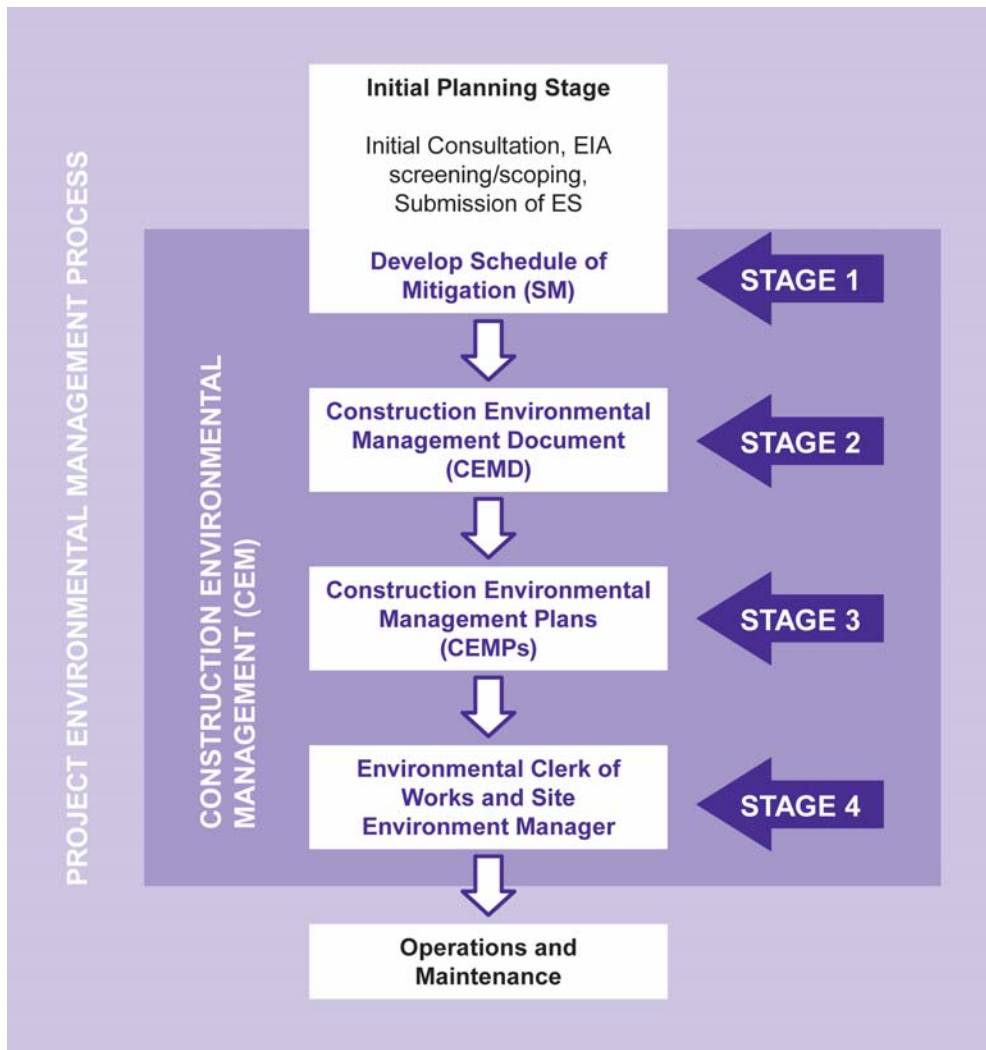 PROJECT ENVIRONMENTAL MANAGEMENT PROCESS
CONSTRUCTION ENVIRONMENTAL
MANAGEMENT (CEM)
Initial Planning Stage
Initial Consultation, EIA
screening/scoping,
Submission of ES
Develop Schedule of
Mitigation (SM)
STAGE 1
Construction Environmental
Management Document
(CEMD)
STAGE 2
Construction Environmental
Management Plans
(CEMPs)
STAGE 3
Environmental Clerk of
Works and Site
Environment Manager
STAGE 4
Operations and
Maintenance